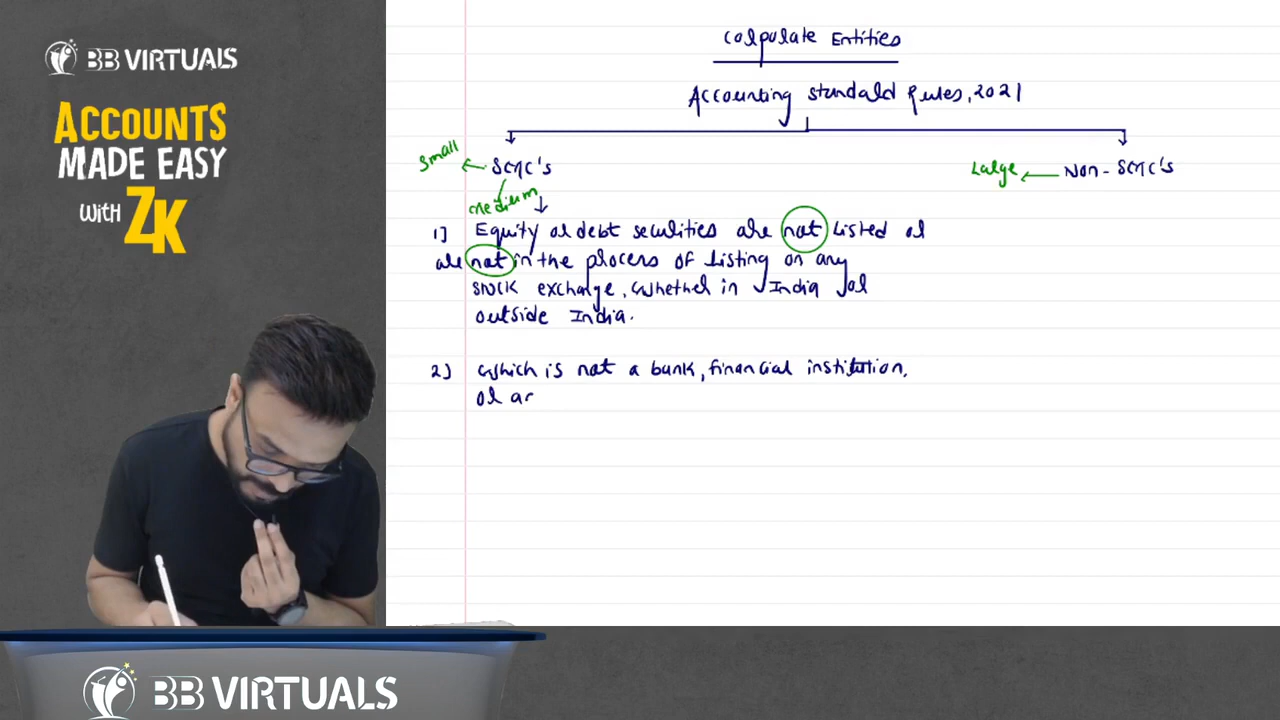 BB VIRTUALS
ACCOUNTS
MADE EASY
WITH ZK
Corporate Entities
Accounting Standard Rules, 2021
Small
SMC's
Medium
Large
Non-SMC's
1] Equity or debt securities are not Listed or
are not in the process of Listing on any
stock exchange, whether in India or
outside India.
2] Which is not a bank, financial institution,
or an
BB VIRTUALS